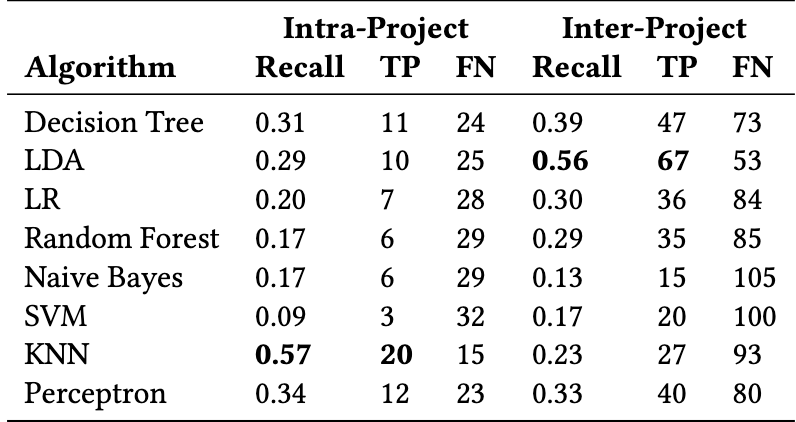 Intra-Project Inter-Project
Algorithm Recall TP FN Recall TP FN
Decision Tree 0.31 11 24 0.39 47 73
LDA 0.29 10 25 0.56 67 53
LR 0.20 7 28 0.30 36 84
Random Forest 0.17 6 29 0.29 35 85
Naive Bayes 0.17 6 29 0.13 15 105
SVM 0.09 3 32 0.17 20 100
KNN 0.57 20 15 0.23 27 93
Perceptron 0.34 12 23 0.33 40 80